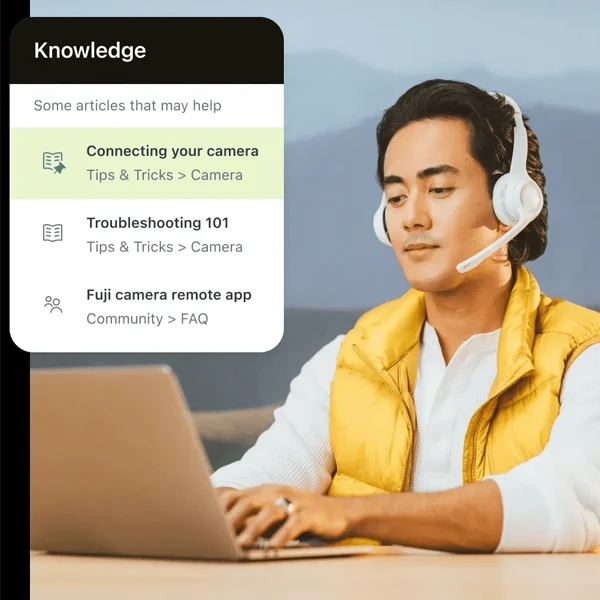 Knowledge
Some articles that may help
Connecting your camera
Tips & Tricks > Camera
Troubleshooting 101
Tips & Tricks > Camera
Fuji camera remote app
Community > FAQ